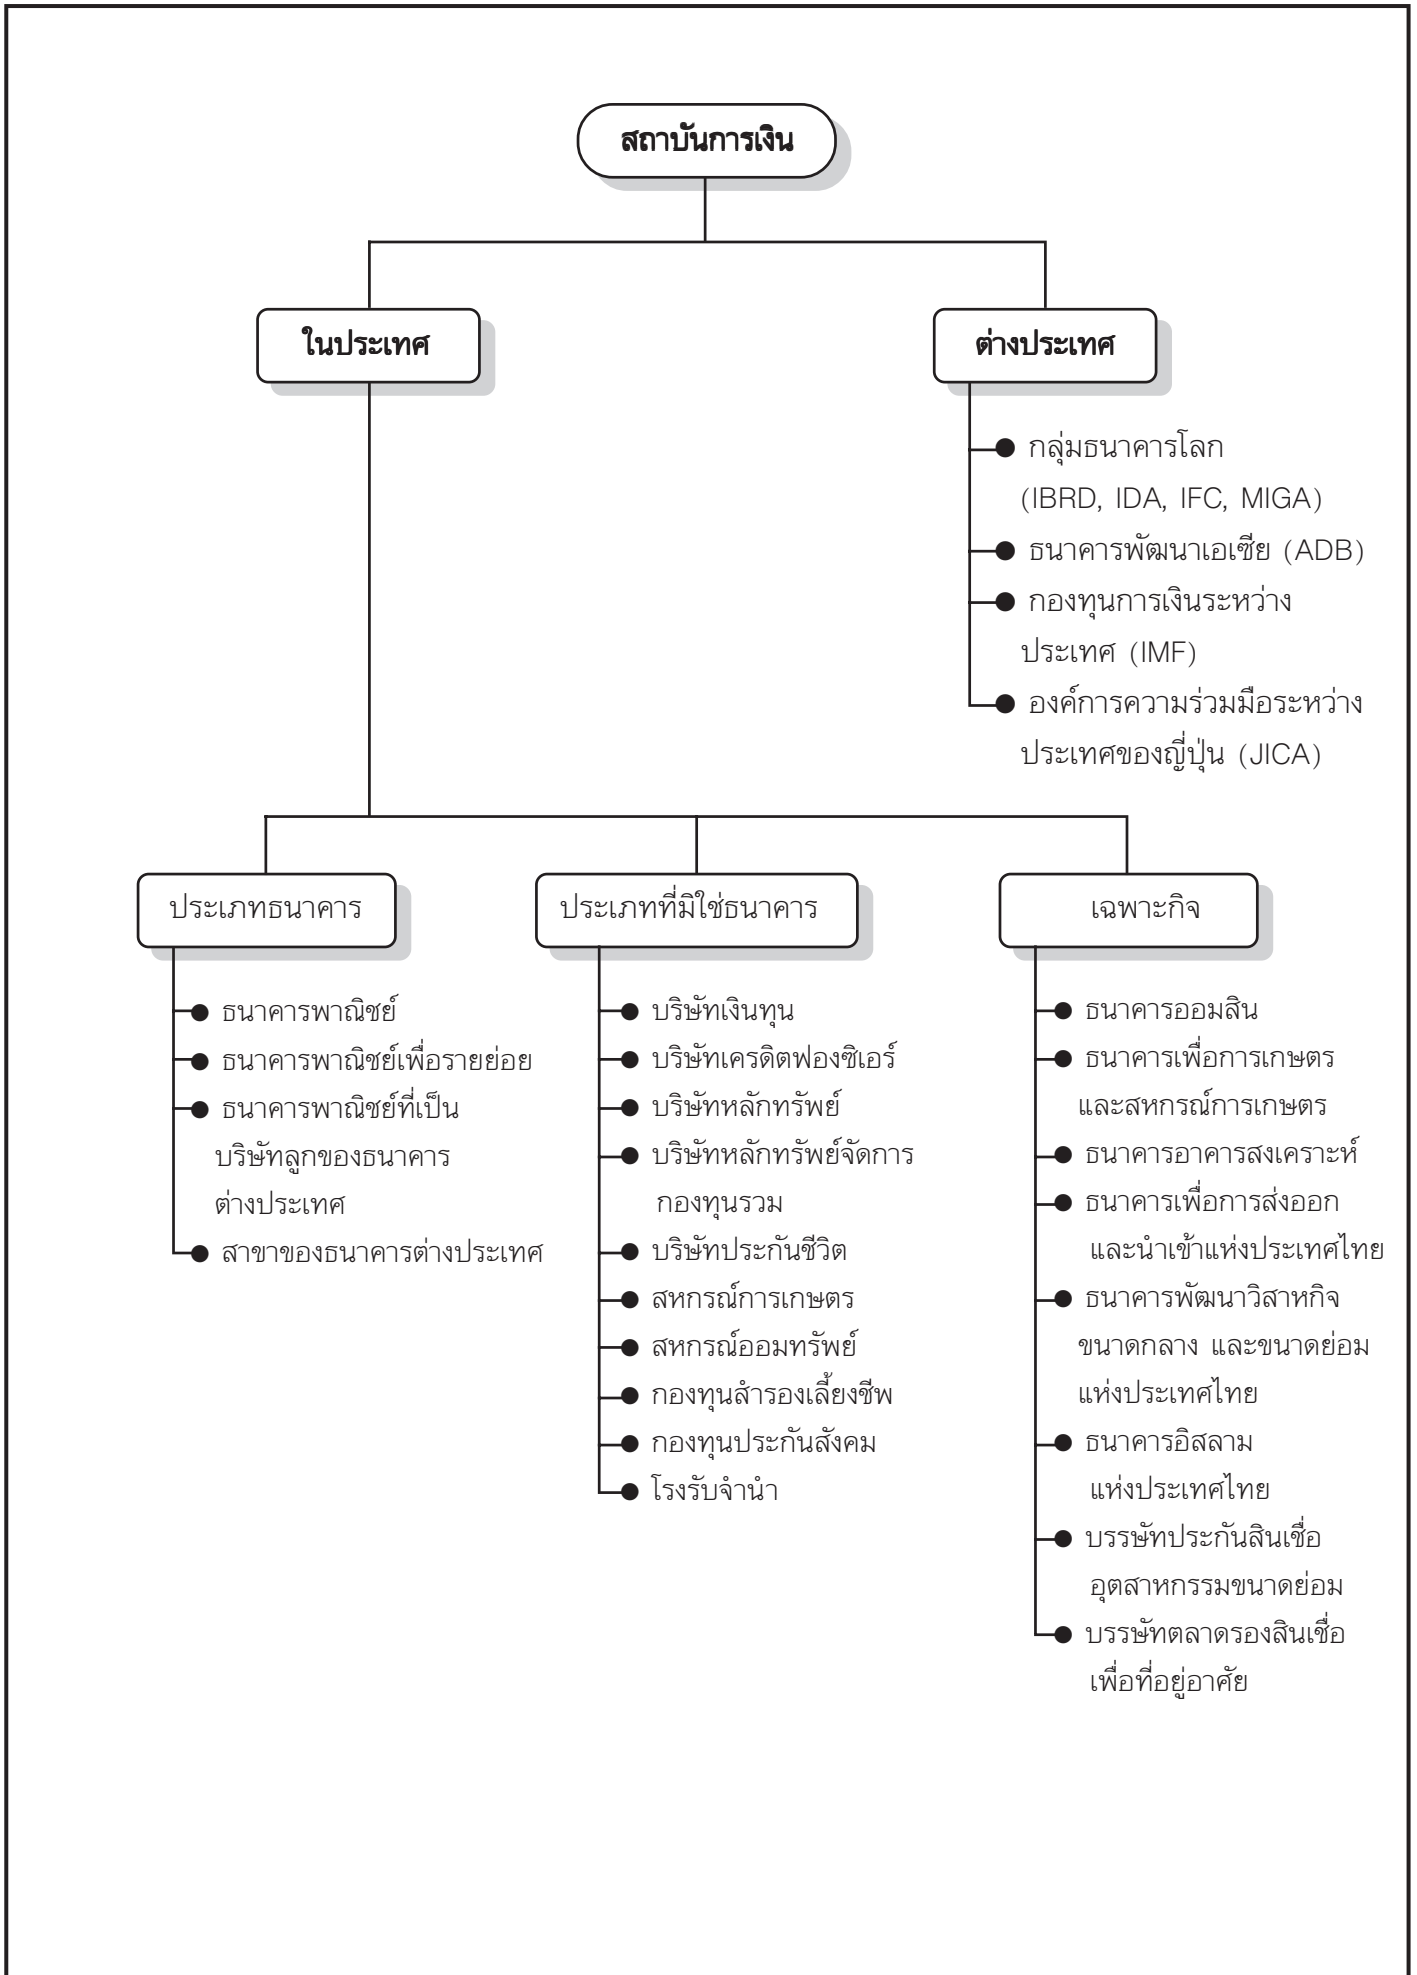 สถาบันการเงิน
ในประเทศ
ต่างประเทศ
กลุ่มธนาคารโลก
(IBRD, IDA, IFC, MIGA)
ธนาคารพัฒนาเอเซีย (ADB)
กองทุนการเงินระหว่าง
ประเทศ (IMF)
องค์การความร่วมมือระหว่าง
ประเทศของญี่ปุ่น (JICA)
ประเภทธนาคาร
ธนาคารพาณิชย์
ธนาคารพาณิชย์เพื่อรายย่อย
ธนาคารพาณิชย์ที่เป็น
บริษัทลูกของธนาคาร
ต่างประเทศ
สาขาของธนาคารต่างประเทศ
ประเภทที่มิใช่ธนาคาร
บริษัทเงินทุน
บริษัทเครดิตฟองซิเอร์
บริษัทหลักทรัพย์
บริษัทหลักทรัพย์จัดการ
กองทุนรวม
บริษัทประกันชีวิต
สหกรณ์การเกษตร
สหกรณ์ออมทรัพย์
กองทุนสำรองเลี้ยงชีพ
กองทุนประกันสังคม
โรงรับจำนำ
เฉพาะกิจ
ธนาคารออมสิน
ธนาคารเพื่อการเกษตร
และสหกรณ์การเกษตร
ธนาคารอาคารสงเคราะห์
ธนาคารเพื่อการส่งออก
และนำเข้าแห่งประเทศไทย
ธนาคารพัฒนาวิสาหกิจ
ขนาดกลาง และขนาดย่อม
แห่งประเทศไทย
ธนาคารอิสลาม
แห่งประเทศไทย
บรรษัทประกันสินเชื่อ
อุตสาหกรรมขนาดย่อม
บรรษัทตลาดรองสินเชื่อ
เพื่อที่อยู่อาศัย